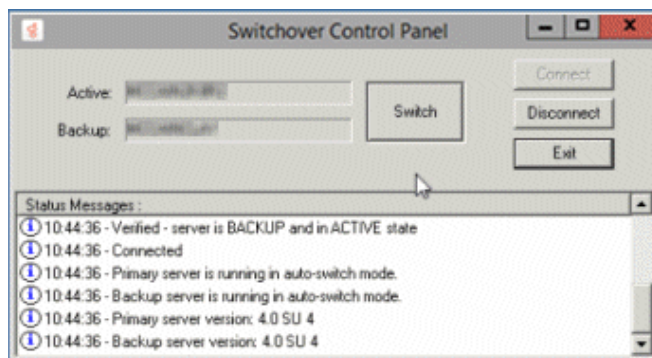 Switchover Control Panel
Active:
Backup:
Switch
Connect
Disconnect
Exit
Status Messages :
10:44:36 - Verified - server is BACKUP and in ACTIVE state
10:44:36 - Connected
10:44:36 - Primary server is running in auto-switch mode.
10:44:36 - Backup server is running in auto-switch mode.
10:44:36 - Primary server version: 4.0 SU 4
10:44:36 - Backup server version: 4.0 SU 4